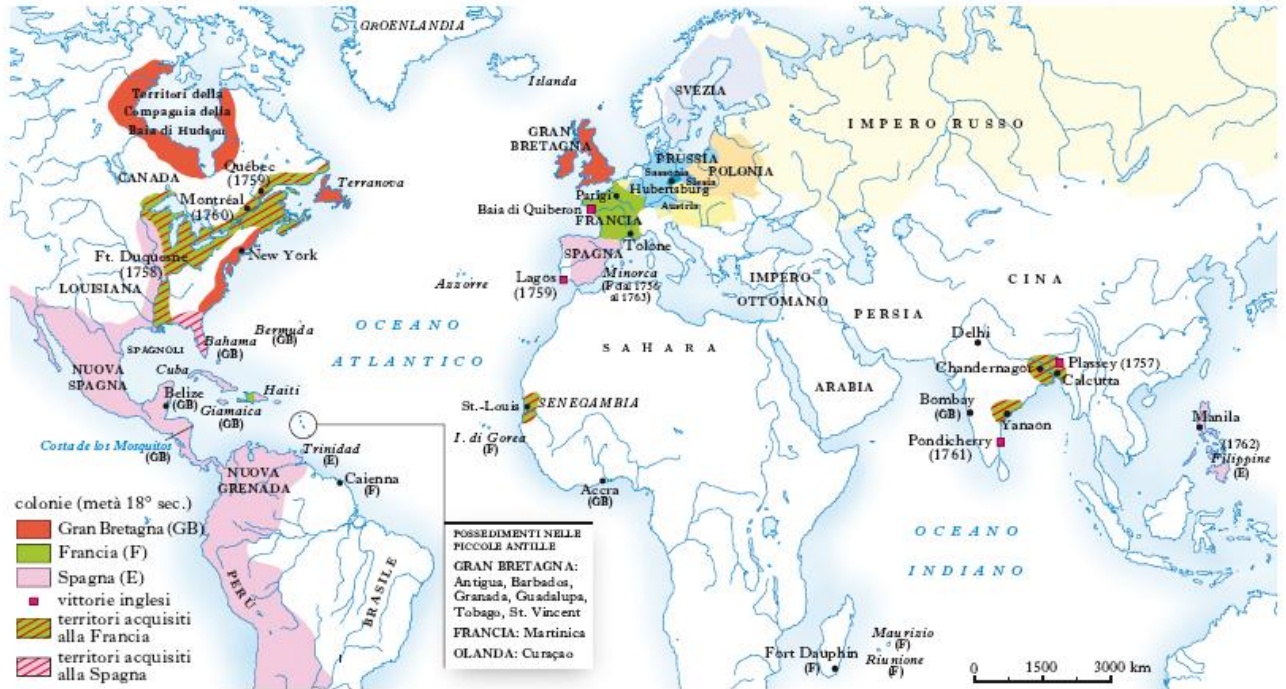 GROENLANDIA
Islanda
Territori della
Compagnia della
Baia di Hudson
CANADA
Québec
(1759)
Montréal
(1760)
Terranova
Ft. Duquesne
(1758)
New York
LOUISIANA
SPAGNOLI
NUOVA
SPAGNA
Bahama
(GB)
Bermuda
(GB)
Cuba
Haiti
Belize
(GB)
Giamaica
(GB)
Costa de los Mosquitos
(GB)
Trinidad
(E)
NUOVA
GRENADA
Caienna
(F)
PERÙ
BRASILE
Azzorre
OCEANO
ATLANTICO
GRAN
BRETAGNA
SVEZIA
IMPERO RUSSO
PRUSSIA
Sassonia
Slesia
POLONIA
Hubertsburg
Austria
Parigi
Baia di Quiberon
FRANCIA
Tolone
SPAGNA
Lagos
(1759)
Minorca
(F dal 1756
al 1763)
IMPERO
OTTOMANO
PERSIA
CINA
SAHARA
ARABIA
St.-Louis
SENEGAMBIA
I. di Gorea
(F)
Accra
(GB)
Delhi
Chandernagor
Plassey (1757)
Calcutta
Bombay
(GB)
Yanaon
Pondicherry
(1761)
Manila
(1762)
Filippine
(E)
OCEANO
INDIANO
Maurizio
(F)
Riunione
(F)
Fort Dauphin
(F)
0 1500 3000 km
colonie (metà 18° sec.)
Gran Bretagna (GB)
Francia (F)
Spagna (E)
vittorie inglesi
territori acquisiti
alla Francia
territori acquisiti
alla Spagna
POSSEDIMENTI NELLE
PICCOLE ANTILLE
GRAN BRETAGNA:
Antigua, Barbados,
Granada, Guadalupa,
Tobago, St. Vincent
FRANCIA: Martinica
OLANDA: Curaçao